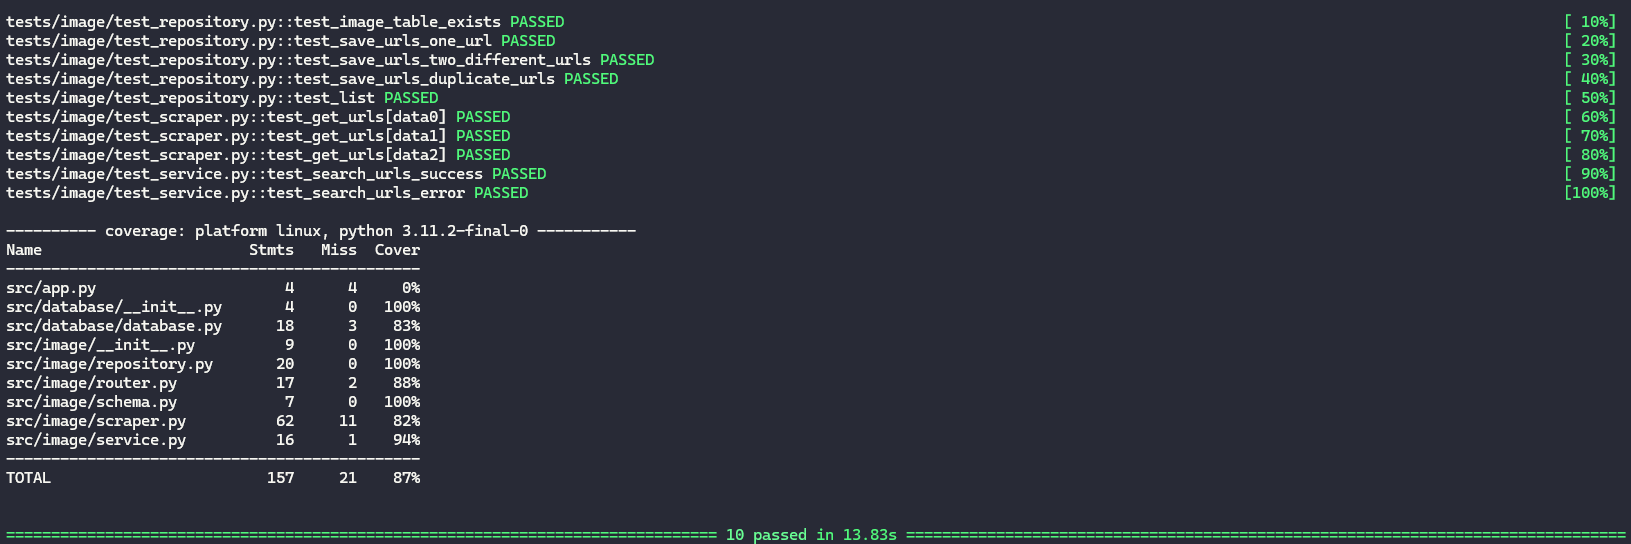 tests/image/test_repository.py::test_image_table_exists PASSED [ 10%]
tests/image/test_repository.py::test_save_urls_one_url PASSED [ 20%]
tests/image/test_repository.py::test_save_urls_two_different_urls PASSED [ 30%]
tests/image/test_repository.py::test_save_urls_duplicate_urls PASSED [ 40%]
tests/image/test_repository.py::test_list PASSED [ 50%]
tests/image/test_scraper.py::test_get_urls[data0] PASSED [ 60%]
tests/image/test_scraper.py::test_get_urls[data1] PASSED [ 70%]
tests/image/test_scraper.py::test_get_urls[data2] PASSED [ 80%]
tests/image/test_service.py::test_search_urls_success PASSED [ 90%]
tests/image/test_service.py::test_search_urls_error PASSED [100%]
---------- coverage: platform linux, python 3.11.2-final-0 -----------
Name Stmts Miss Cover
----------------------------------------------
src/app.py 4 4 0%
src/database/__init__.py 4 0 100%
src/database/database.py 18 3 83%
src/image/__init__.py 9 0 100%
src/image/repository.py 20 0 100%
src/image/router.py 17 2 88%
src/image/schema.py 7 0 100%
src/image/scraper.py 62 11 82%
src/image/service.py 16 1 94%
----------------------------------------------
TOTAL 157 21 87%
=============================================================================== 10 passed in 13.83s ================================================================================